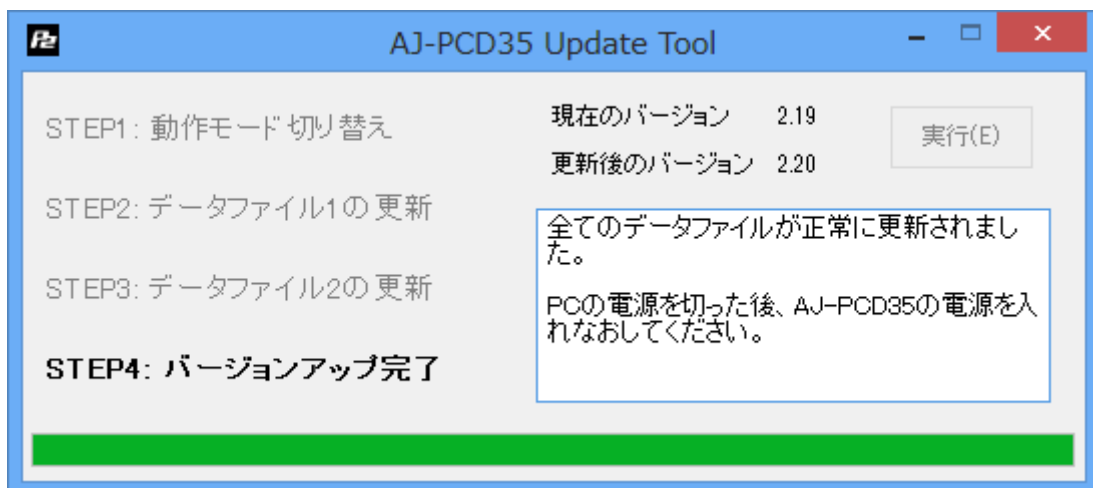 P2
AJ-PCD35 Update Tool
STEP1: 動作モード切り替え
現在のバージョン 2.19
実行(E)
更新後のバージョン 2.20
STEP2: データファイル1の更新
全てのデータファイルが正常に更新されまし
た。
STEP3: データファイル2の更新
PCの電源を切った後、AJ-PCD35の電源を入
れなおしてください。
STEP4: バージョンアップ完了